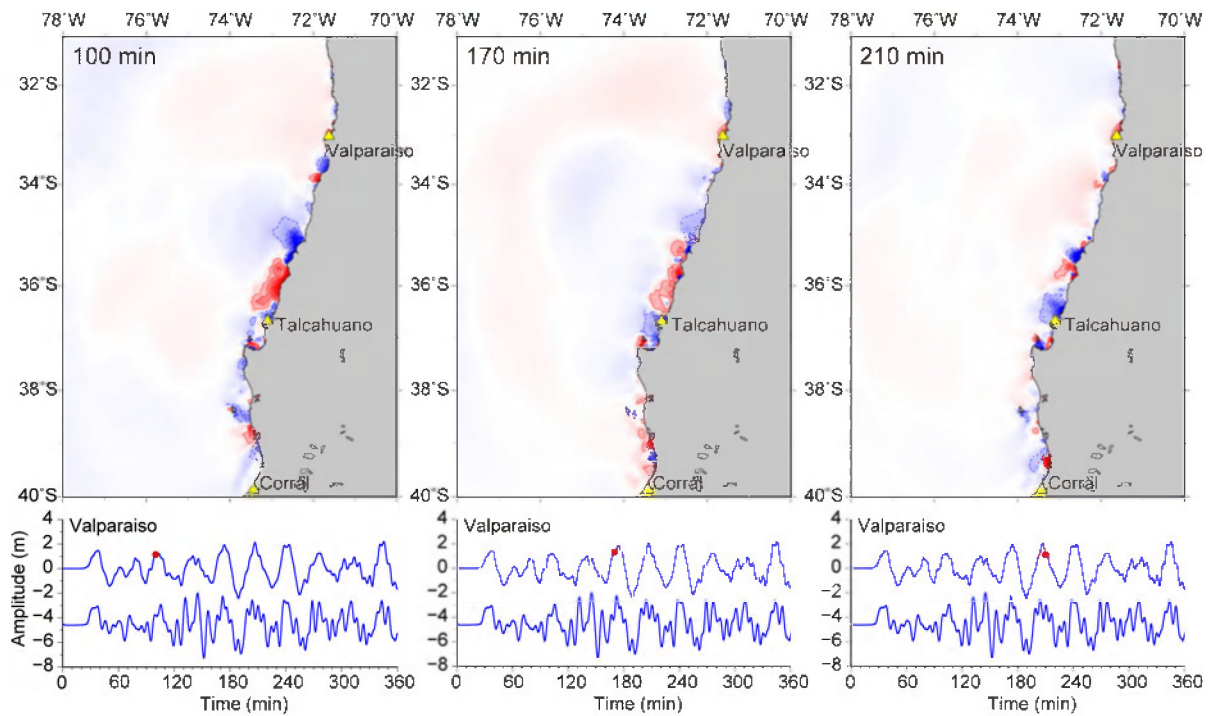 78°W 76°W 74°W 72°W 70°W
78°W 76°W 74°W 72°W 70°W
78°W 76°W 74°W 72°W 70°W
100 min
170 min
210 min
32°S
34°S
36°S
38°S
40°S
32°S
34°S
36°S
38°S
40°S
32°S
34°S
36°S
38°S
40°S
Valparaiso
Talcahuano
Corral
Valparaiso
Talcahuano
Corral
Valparaiso
Talcahuano
Corral
Amplitude (m)
4
2
0
−2
−4
−6
−8
Valparaiso
0 60 120 180 240 300 360
Time (min)
4
2
0
−2
−4
−6
−8
Valparaiso
0 60 120 180 240 300 360
Time (min)
4
2
0
−2
−4
−6
−8
Valparaiso
0 60 120 180 240 300 360
Time (min)